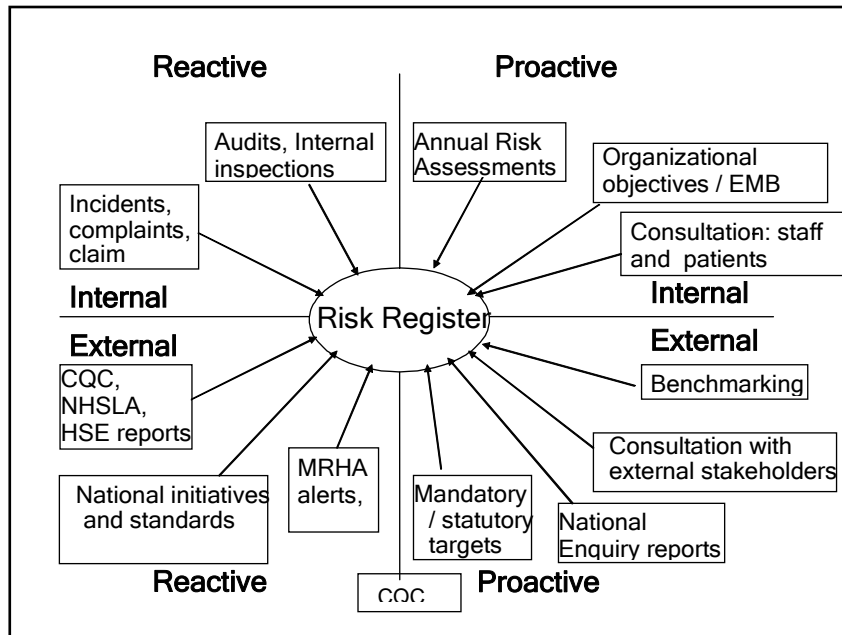 Reactive
Proactive
Audits, Internal
inspections
Annual Risk
Assessments
Organizational
objectives / EMB
Incidents,
complaints,
claim
Consultation: staff
and patients
Internal
Internal
Risk Register
External
External
CQC,
NHSLA,
HSE reports
Benchmarking
National initiatives
and standards
MRHA
alerts,
Mandatory
/ statutory
targets
Consultation with
external stakeholders
National
Enquiry reports
Reactive
Proactive
CQC